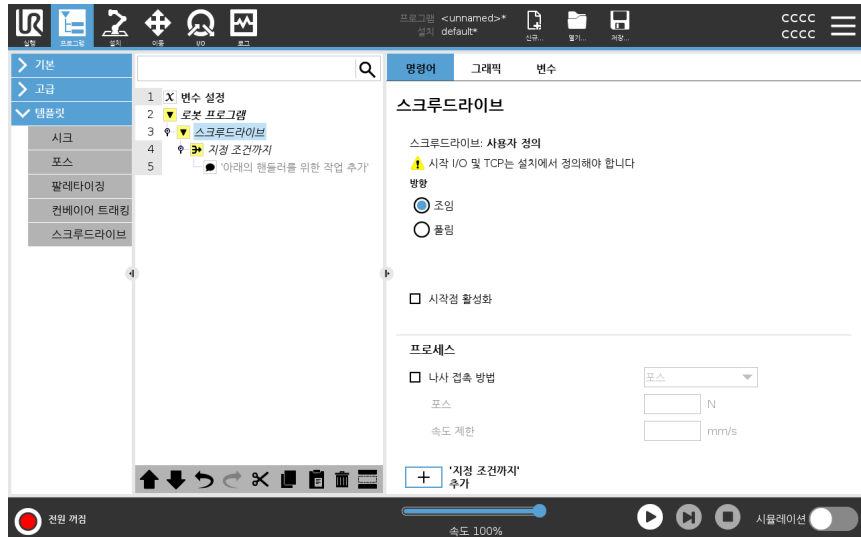 UR
실행
프로그램
설치
이동
I/O
로그
프로그램 <unnamed>*
설치 default*
신규...
열기...
저장...
cccc
cccc
기본
고급
템플릿
시크
포스
팔레타이징
컨베이어 트래킹
스크루드라이브
1 X 변수 설정
2 로봇 프로그램
3 스크루드라이브
4 지정 조건까지
5 '아래의 핸들러를 위한 작업 추가'
명령어 그래픽 변수
스크루드라이브
스크루드라이브: 사용자 정의
시작 I/O 및 TCP는 설치에서 정의해야 합니다
방향
조임
풀림
시작점 활성화
프로세스
나사 접촉 방법 포스
포스 N
속도 제한 mm/s
+ '지정 조건까지'
추가
전원 꺼짐
속도 100%
시뮬레이션